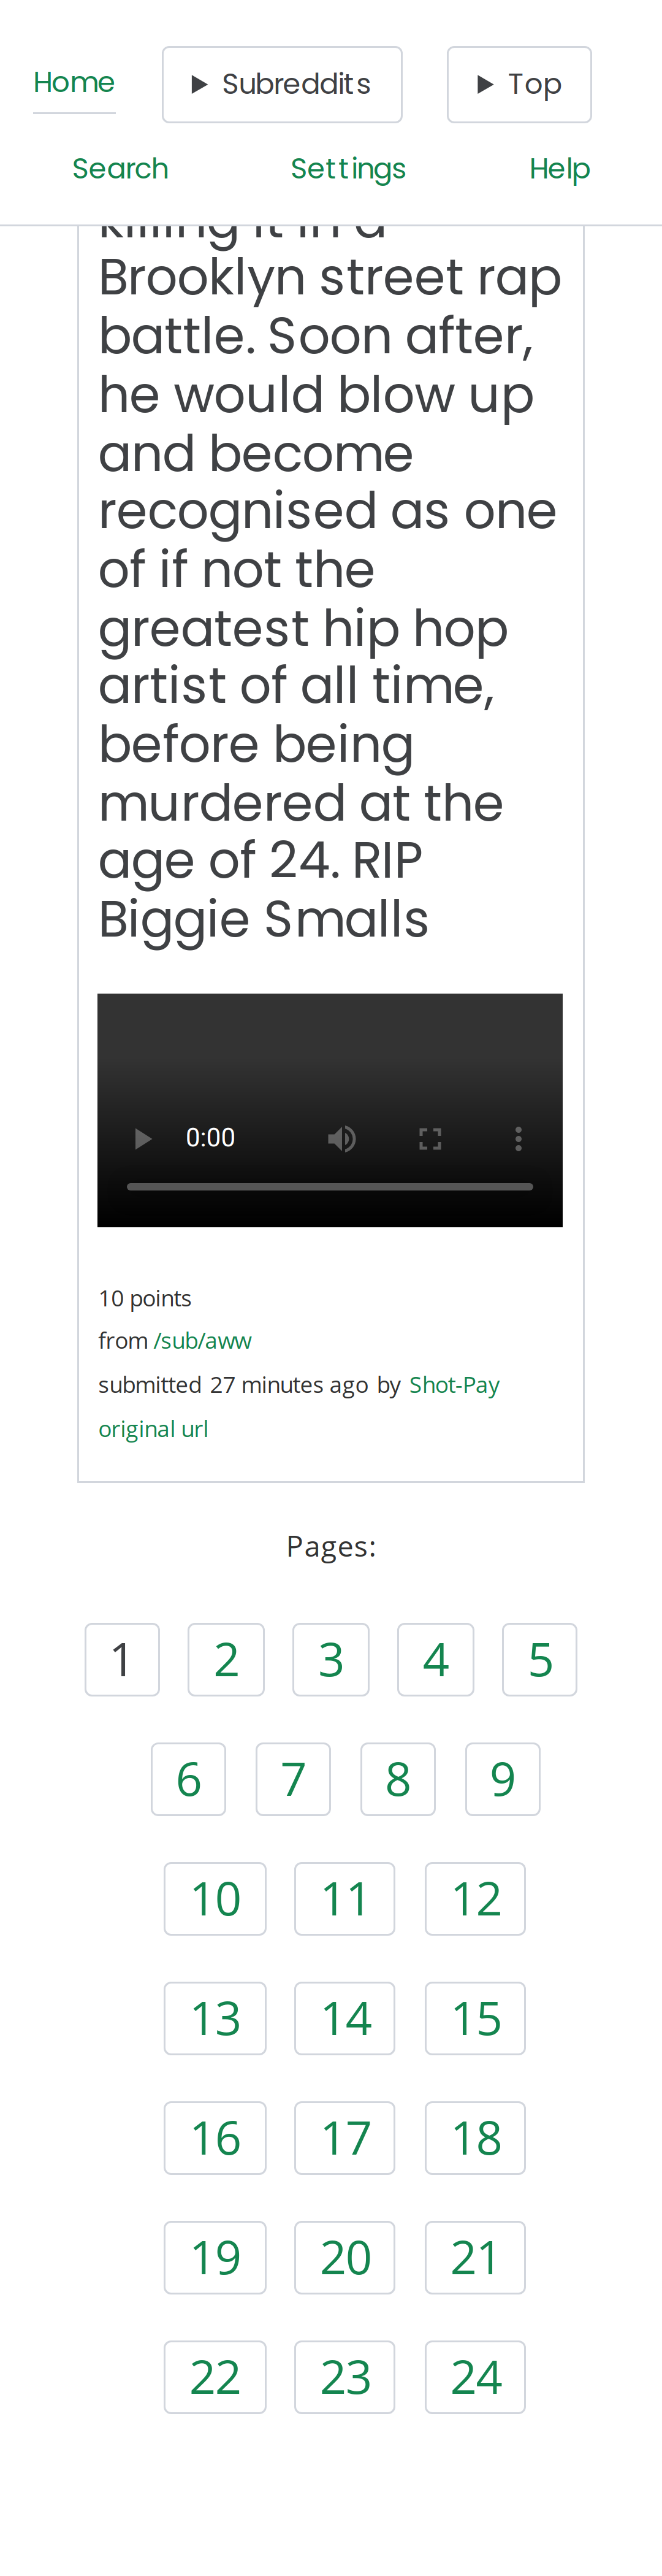 Home
Subreddits
Top
Search
Settings
Help
killing it in a
Brooklyn street rap
battle. Soon after,
he would blow up
and become
recognised as one
of if not the
greatest hip hop
artist of all time,
before being
murdered at the
age of 24. RIP
Biggie Smalls
0:00
10 points
from /sub/aww
submitted 27 minutes ago by Shot-Pay
original url
Pages:
1 2 3 4 5
6 7 8 9
10 11 12
13 14 15
16 17 18
19 20 21
22 23 24